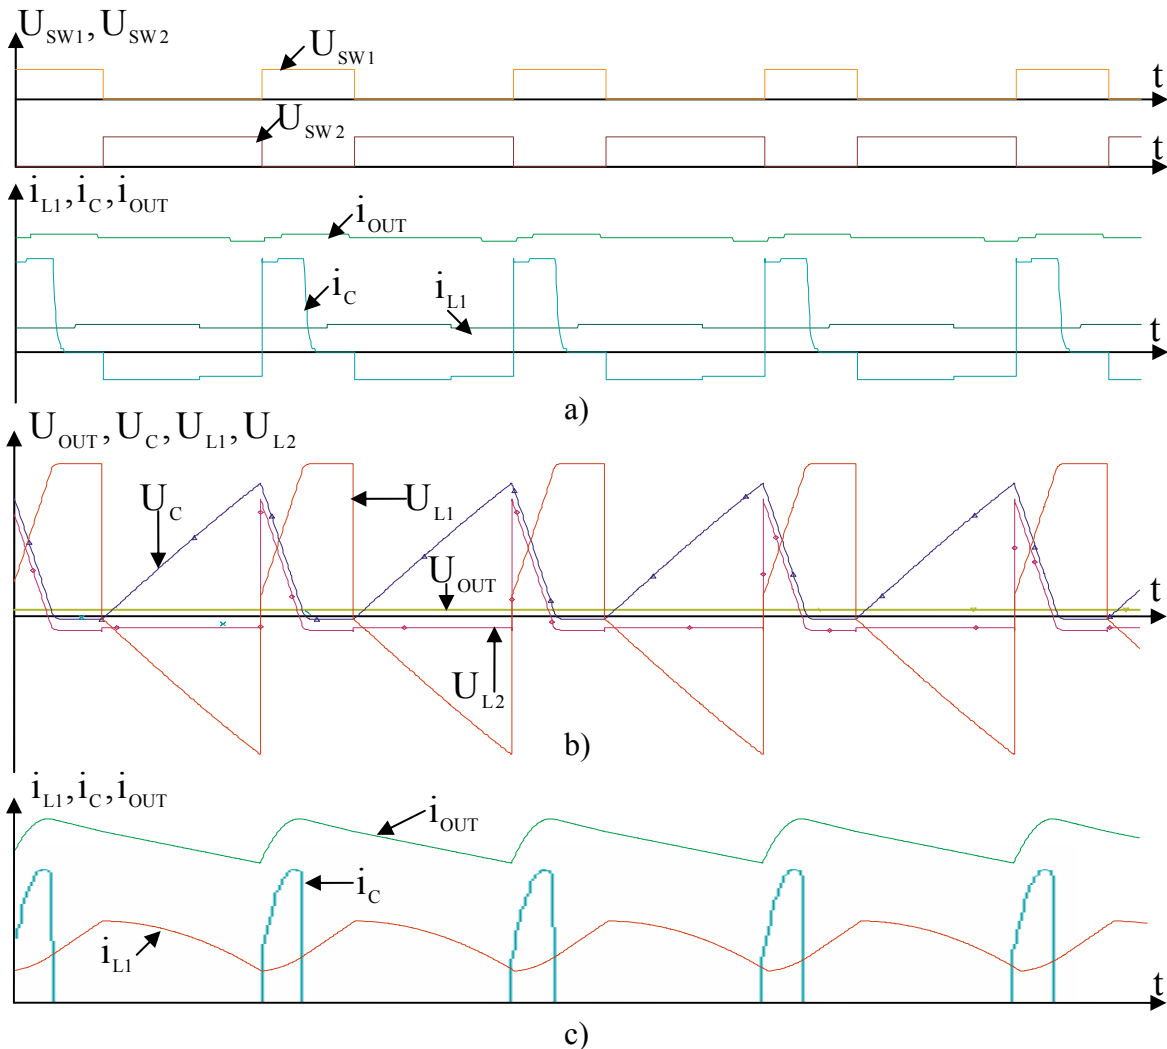 U_SW1, U_SW2
U_SW1
t
U_SW2
t
i_L1, i_C, i_OUT
i_OUT
i_C
i_L1
t
a)
U_OUT, U_C, U_L1, U_L2
U_C
U_L1
U_OUT
t
U_L2
b)
i_L1, i_C, i_OUT
i_OUT
i_C
i_L1
t
c)